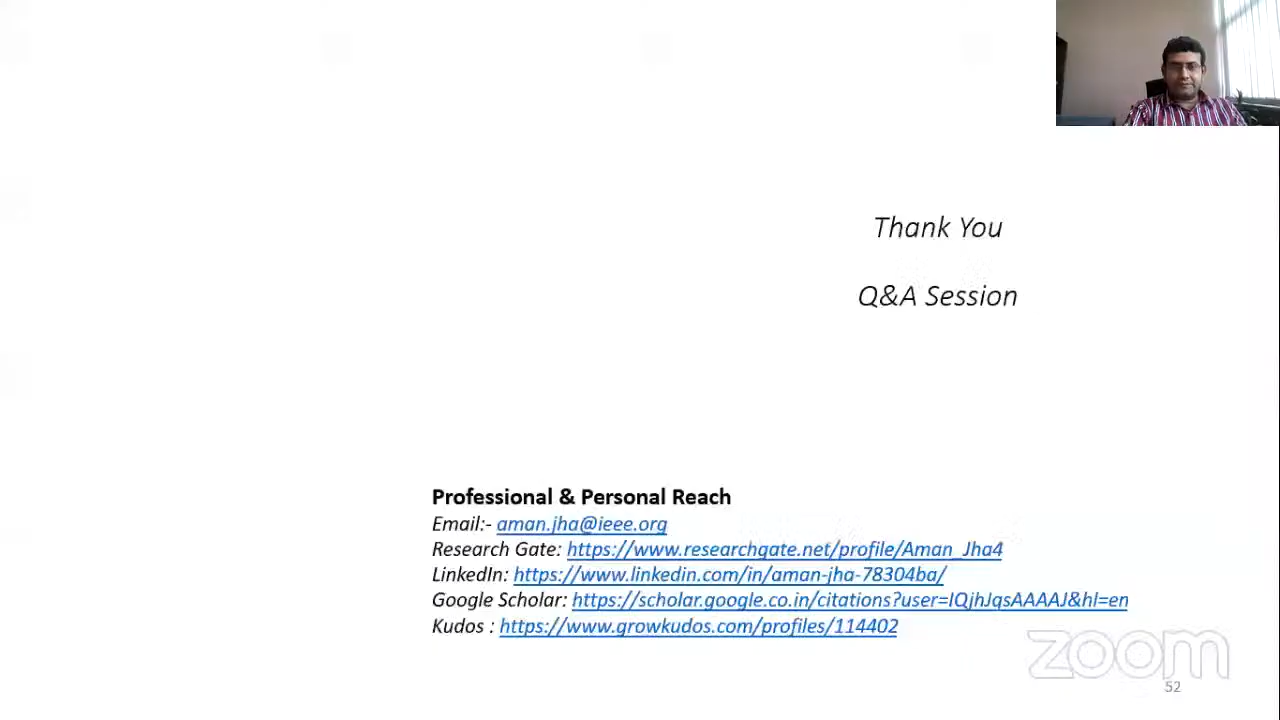 Thank You
Q&A Session
Professional & Personal Reach
Email:- aman.jha@ieee.org
Research Gate: https://www.researchgate.net/profile/Aman_Jha4
LinkedIn: https://www.linkedin.com/in/aman-jha-78304ba/
Google Scholar: https://scholar.google.co.in/citations?user=IQjhJqsAAAAJ&hl=en
Kudos : https://www.growkudos.com/profiles/114402
zoom
52